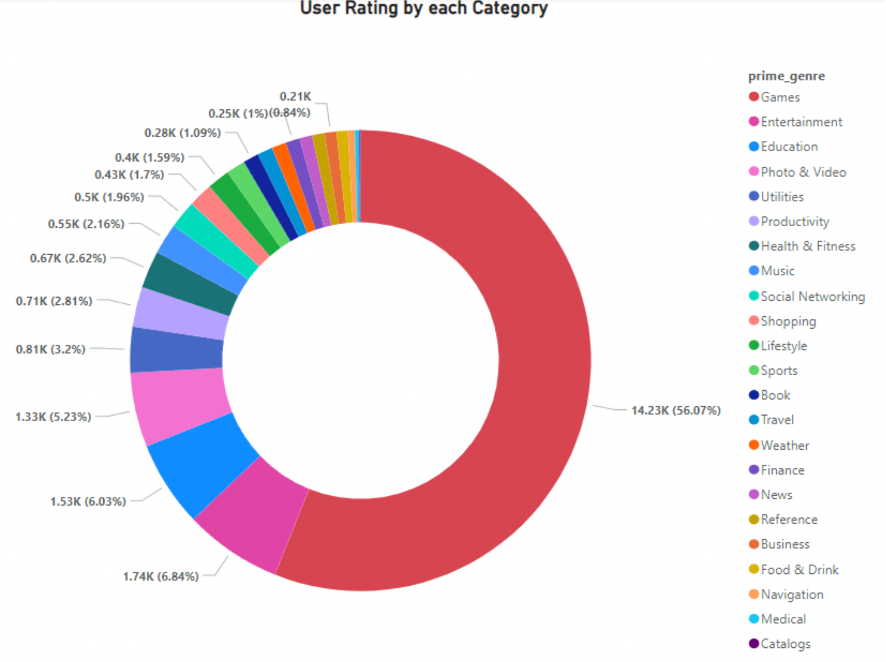 User Rating by each Category
0.21K
(0.84%)
0.25K (1%)
0.28K (1.09%)
0.4K (1.59%)
0.43K (1.7%)
0.5K (1.96%)
0.55K (2.16%)
0.67K (2.62%)
0.71K (2.81%)
0.81K (3.2%)
1.33K (5.23%)
1.53K (6.03%)
1.74K (6.84%)
14.23K (56.07%)
prime_genre
Games
Entertainment
Education
Photo & Video
Utilities
Productivity
Health & Fitness
Music
Social Networking
Shopping
Lifestyle
Sports
Book
Travel
Weather
Finance
News
Reference
Business
Food & Drink
Navigation
Medical
Catalogs